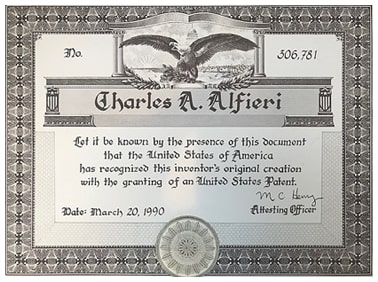 No. 306,781
Charles A. Alfieri
Let it be known by the presence of this document
that the United States of America
has recognized this inventor's original creation
with the granting of an United States Patent.
M C Henry
Date: March 20, 1990 Attesting Officer